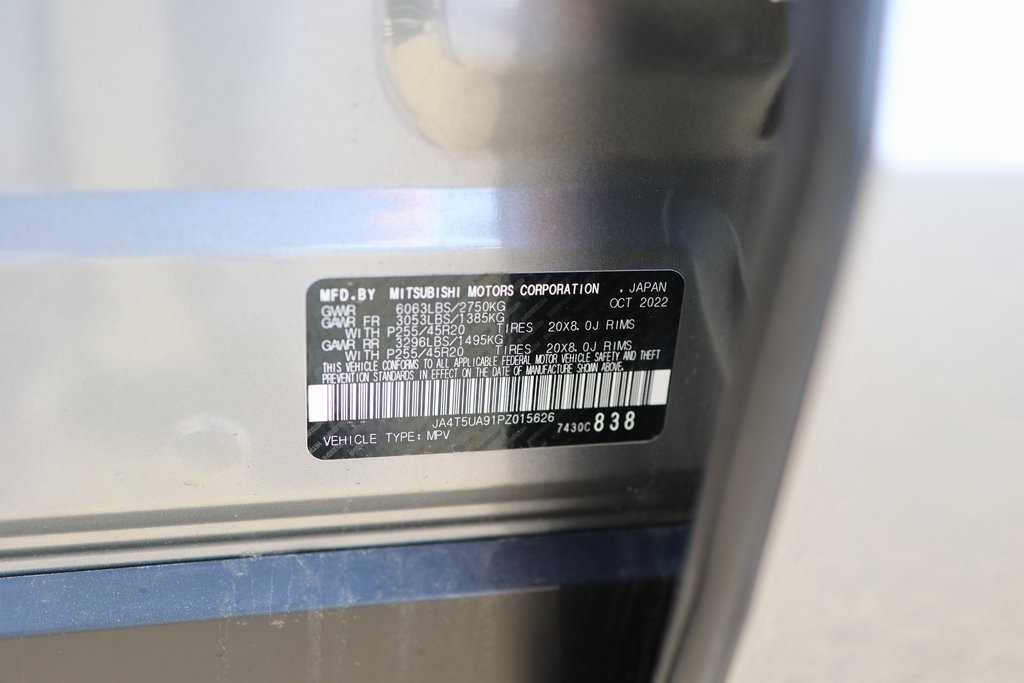 MFD.BY MITSUBISHI MOTORS CORPORATION , JAPAN
OCT 2022
GVWR 6063LBS/2750KG
GAWR FR 3053LBS/1385KG
WITH P255/45R20 TIRES 20X8.0J RIMS
GAWR RR 3296LBS/1495KG
WITH P255/45R20 TIRES 20X8.0J RIMS
THIS VEHICLE CONFORMS TO ALL APPLICABLE FEDERAL MOTOR VEHICLE SAFETY AND THEFT
PREVENTION STANDARDS IN EFFECT ON THE DATE OF MANUFACTURE SHOWN ABOVE.
JA4T5UA91PZ015626
7430C 838
VEHICLE TYPE: MPV